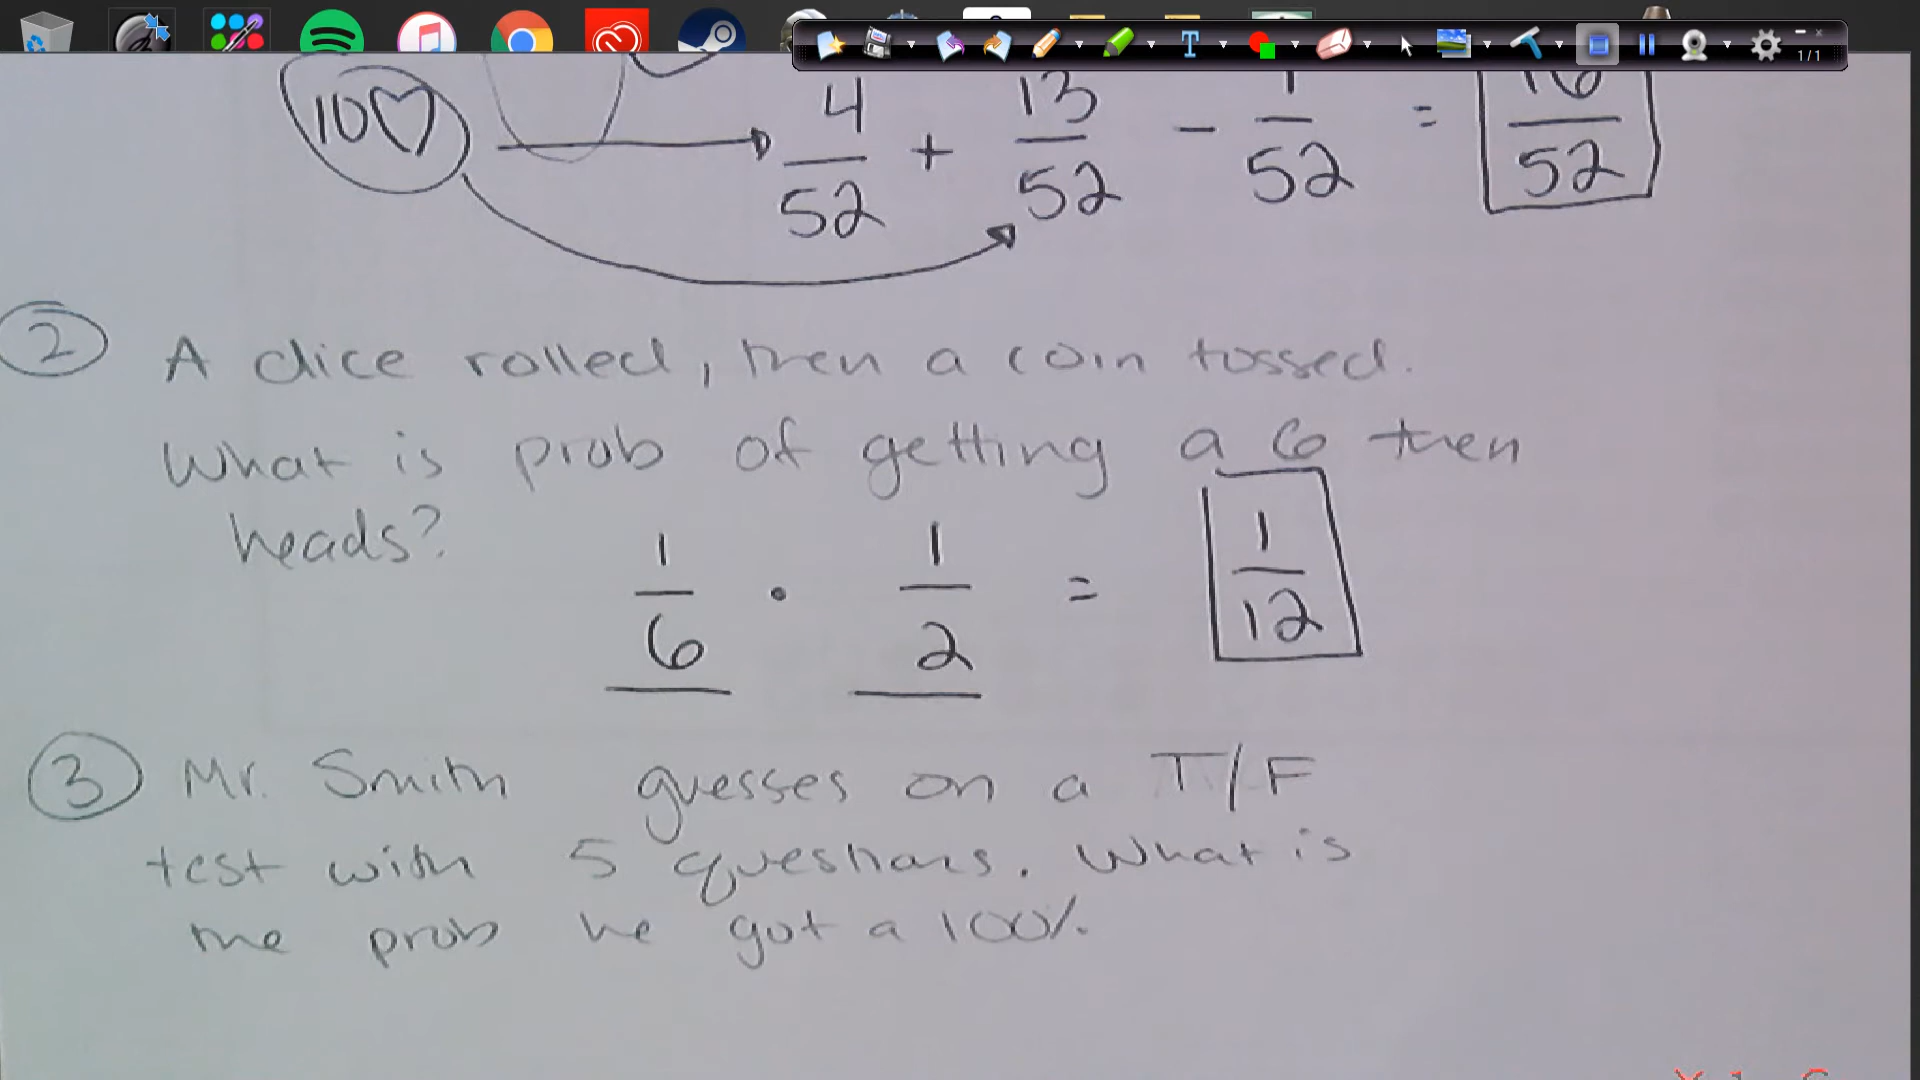 1/1
10♡ 4/52 + 13/52 - 1/52 = 16/52
2 A dice rolled, then a coin tossed.
What is prob of getting a 6 then
heads?
1/6 · 1/2 = 1/12
3 Mr. Smith guesses on a T/F
test with 5 questions. What is
the prob he got a 100%